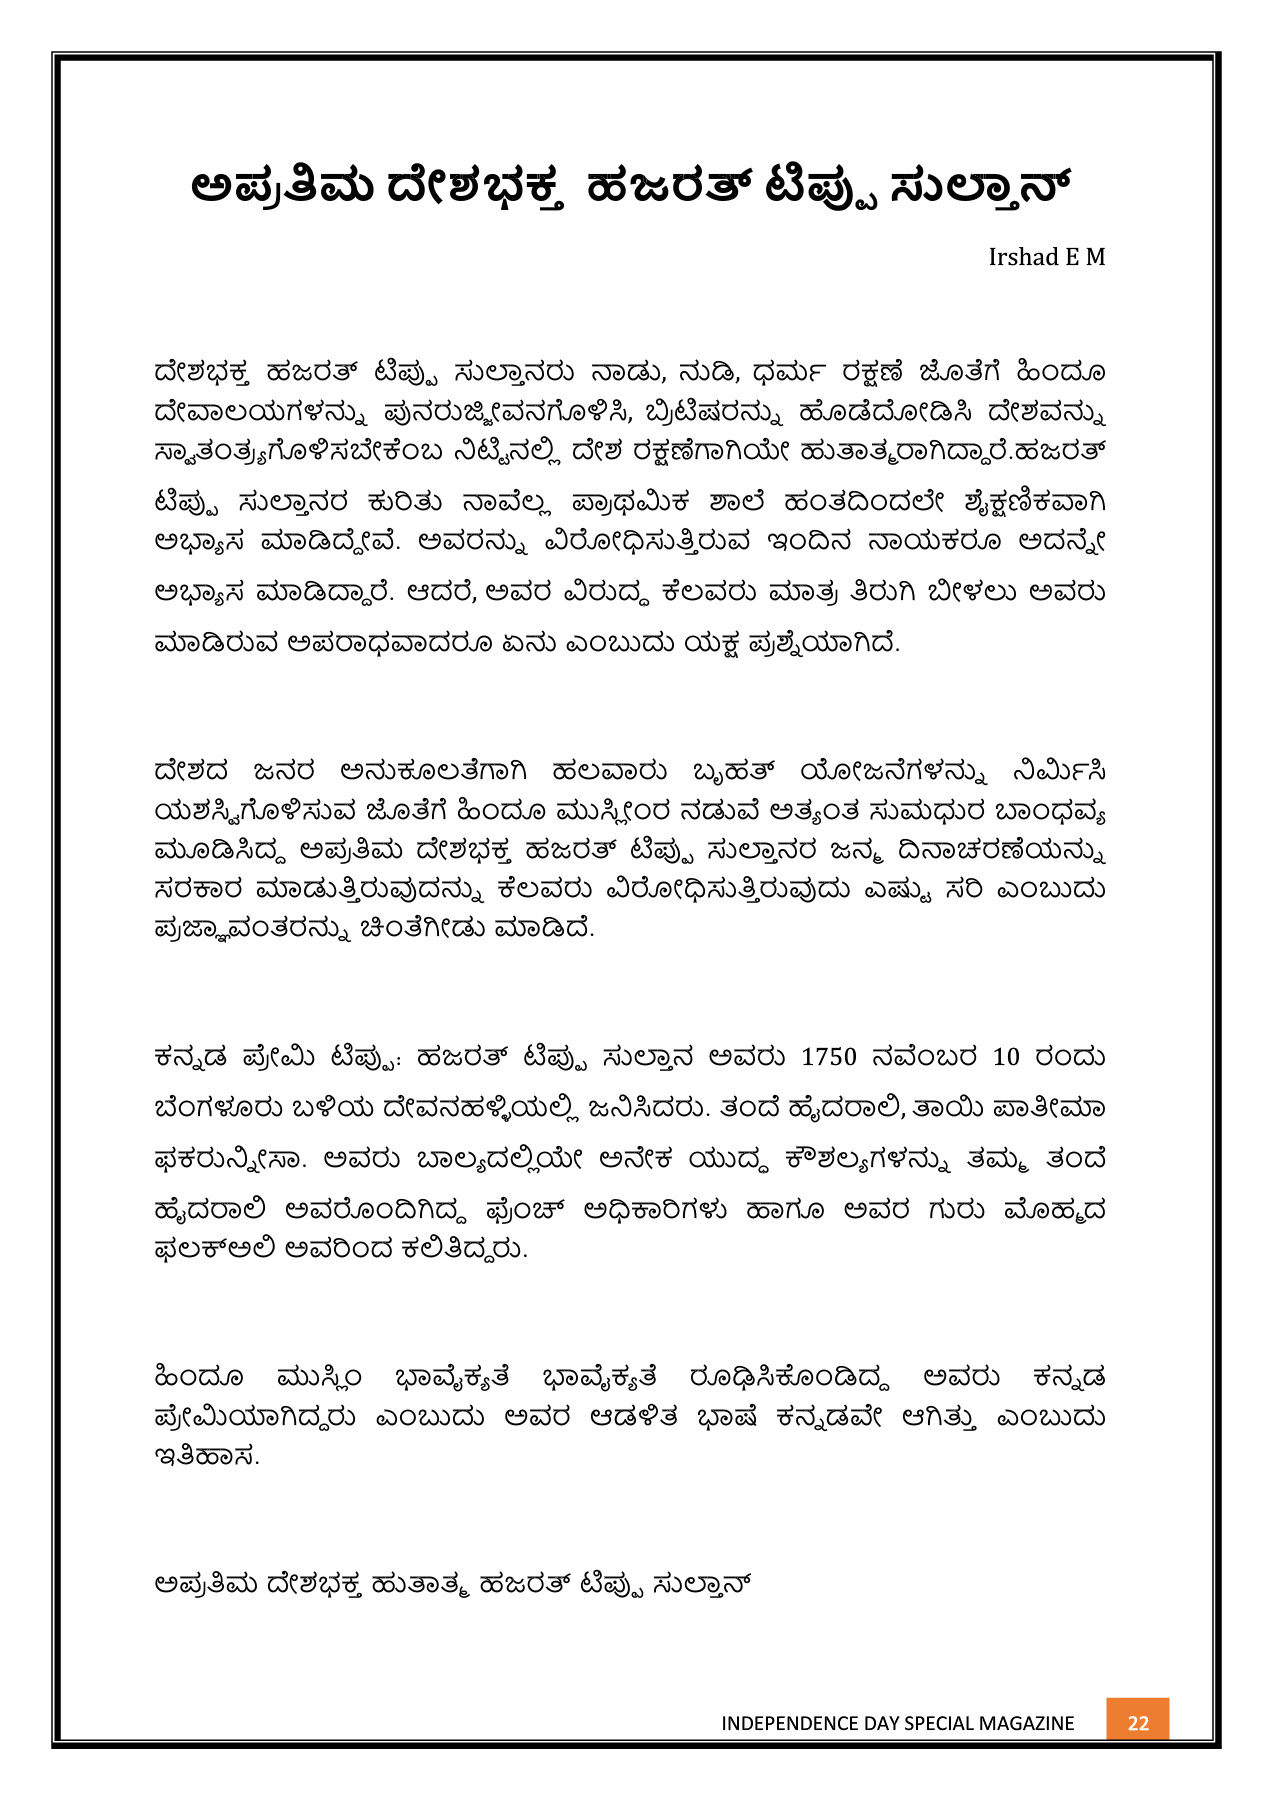 ಅಪ್ರತಿಮ ದೇಶಭಕ್ತ ಹಜರತ್ ಟಿಪ್ಪು ಸುಲ್ತಾನ್
Irshad E M
ದೇಶಭಕ್ತ ಹಜರತ್ ಟಿಪ್ಪು ಸುಲ್ತಾನರು ನಾಡು, ನುಡಿ, ಧರ್ಮ ರಕ್ಷಣೆ ಜೊತೆಗೆ ಹಿಂದೂ
ದೇವಾಲಯಗಳನ್ನು ಪುನರುಜ್ಜೀವನಗೊಳಿಸಿ, ಬ್ರಿಟಿಷರನ್ನು ಹೊಡೆದೋಡಿಸಿ ದೇಶವನ್ನು
ಸ್ವಾತಂತ್ರ್ಯಗೊಳಿಸಬೇಕೆಂಬ ನಿಟ್ಟಿನಲ್ಲಿ ದೇಶ ರಕ್ಷಣೆಗಾಗಿಯೇ ಹುತಾತ್ಮರಾಗಿದ್ದಾರೆ.ಹಜರತ್
ಟಿಪ್ಪು ಸುಲ್ತಾನರ ಕುರಿತು ನಾವೆಲ್ಲ ಪ್ರಾಥಮಿಕ ಶಾಲೆ ಹಂತದಿಂದಲೇ ಶೈಕ್ಷಣಿಕವಾಗಿ
ಅಭ್ಯಾಸ ಮಾಡಿದ್ದೇವೆ. ಅವರನ್ನು ವಿರೋಧಿಸುತ್ತಿರುವ ಇಂದಿನ ನಾಯಕರೂ ಅದನ್ನೇ
ಅಭ್ಯಾಸ ಮಾಡಿದ್ದಾರೆ. ಆದರೆ, ಅವರ ವಿರುದ್ಧ ಕೆಲವರು ಮಾತ್ರ ತಿರುಗಿ ಬೀಳಲು ಅವರು
ಮಾಡಿರುವ ಅಪರಾಧವಾದರೂ ಏನು ಎಂಬುದು ಯಕ್ಷ ಪ್ರಶ್ನೆಯಾಗಿದೆ.
ದೇಶದ ಜನರ ಅನುಕೂಲತೆಗಾಗಿ ಹಲವಾರು ಬೃಹತ್ ಯೋಜನೆಗಳನ್ನು ನಿರ್ಮಿಸಿ
ಯಶಸ್ವಿಗೊಳಿಸುವ ಜೊತೆಗೆ ಹಿಂದೂ ಮುಸ್ಲೀಂರ ನಡುವೆ ಅತ್ಯಂತ ಸುಮಧುರ ಬಾಂಧವ್ಯ
ಮೂಡಿಸಿದ್ದ ಅಪ್ರತಿಮ ದೇಶಭಕ್ತ ಹಜರತ್ ಟಿಪ್ಪು ಸುಲ್ತಾನರ ಜನ್ಮ ದಿನಾಚರಣೆಯನ್ನು
ಸರಕಾರ ಮಾಡುತ್ತಿರುವುದನ್ನು ಕೆಲವರು ವಿರೋಧಿಸುತ್ತಿರುವುದು ಎಷ್ಟು ಸರಿ ಎಂಬುದು
ಪ್ರಜ್ಞಾವಂತರನ್ನು ಚಿಂತೆಗೀಡು ಮಾಡಿದೆ.
ಕನ್ನಡ ಪ್ರೇಮಿ ಟಿಪ್ಪು: ಹಜರತ್ ಟಿಪ್ಪು ಸುಲ್ತಾನ ಅವರು 1750 ನವೆಂಬರ 10 ರಂದು
ಬೆಂಗಳೂರು ಬಳಿಯ ದೇವನಹಳ್ಳಿಯಲ್ಲಿ ಜನಿಸಿದರು. ತಂದೆ ಹೈದರಾಲಿ, ತಾಯಿ ಪಾತೀಮಾ
ಫಕರುನ್ನೀಸಾ. ಅವರು ಬಾಲ್ಯದಲ್ಲಿಯೇ ಅನೇಕ ಯುದ್ಧ ಕೌಶಲ್ಯಗಳನ್ನು ತಮ್ಮ ತಂದೆ
ಹೈದರಾಲಿ ಅವರೊಂದಿಗಿದ್ದ ಫ್ರೆಂಚ್ ಅಧಿಕಾರಿಗಳು ಹಾಗೂ ಅವರ ಗುರು ಮೊಹ್ಮದ
ಫಲಕ್‌ಅಲಿ ಅವರಿಂದ ಕಲಿತಿದ್ದರು.
ಹಿಂದೂ ಮುಸ್ಲಿಂ ಭಾವೈಕ್ಯತೆ ಭಾವೈಕ್ಯತೆ ರೂಢಿಸಿಕೊಂಡಿದ್ದ ಅವರು ಕನ್ನಡ
ಪ್ರೇಮಿಯಾಗಿದ್ದರು ಎಂಬುದು ಅವರ ಆಡಳಿತ ಭಾಷೆ ಕನ್ನಡವೇ ಆಗಿತ್ತು ಎಂಬುದು
ಇತಿಹಾಸ.
ಅಪ್ರತಿಮ ದೇಶಭಕ್ತ ಹುತಾತ್ಮ ಹಜರತ್ ಟಿಪ್ಪು ಸುಲ್ತಾನ್
INDEPENDENCE DAY SPECIAL MAGAZINE 22